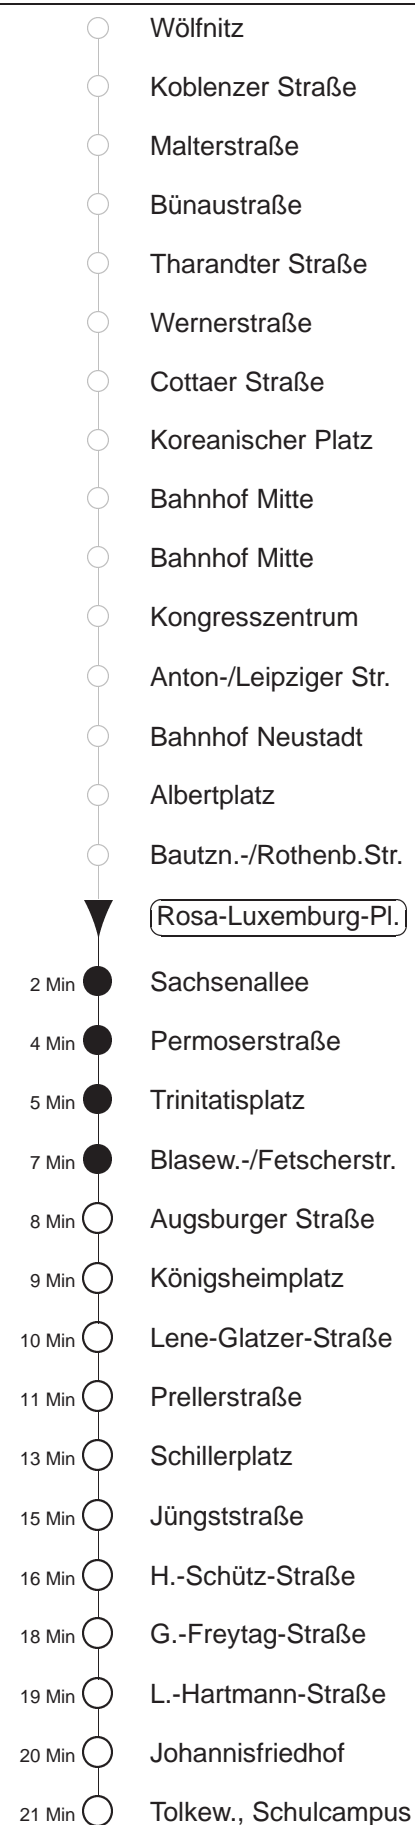 Wölfnitz
Koblenzer Straße
Malterstraße
Bünaustraße
Tharandter Straße
Wernerstraße
Cottaer Straße
Koreanischer Platz
Bahnhof Mitte
Bahnhof Mitte
Kongresszentrum
Anton-/Leipziger Str.
Bahnhof Neustadt
Albertplatz
Bautzn.-/Rothenb.Str.
Rosa-Luxemburg-Pl.
2 Min Sachsenallee
4 Min Permoserstraße
5 Min Trinitatisplatz
7 Min Blasew.-/Fetscherstr.
8 Min Augsburger Straße
9 Min Königsheimplatz
10 Min Lene-Glatzer-Straße
11 Min Prellerstraße
13 Min Schillerplatz
15 Min Jüngststraße
16 Min H.-Schütz-Straße
18 Min G.-Freytag-Straße
19 Min L.-Hartmann-Straße
20 Min Johannisfriedhof
21 Min Tolkew., Schulcampus